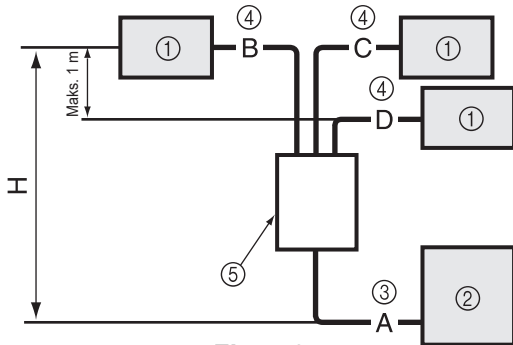 ④ ④
① B C ①
Maks. 1 m
④
D ①
H
⑤
③
A ②